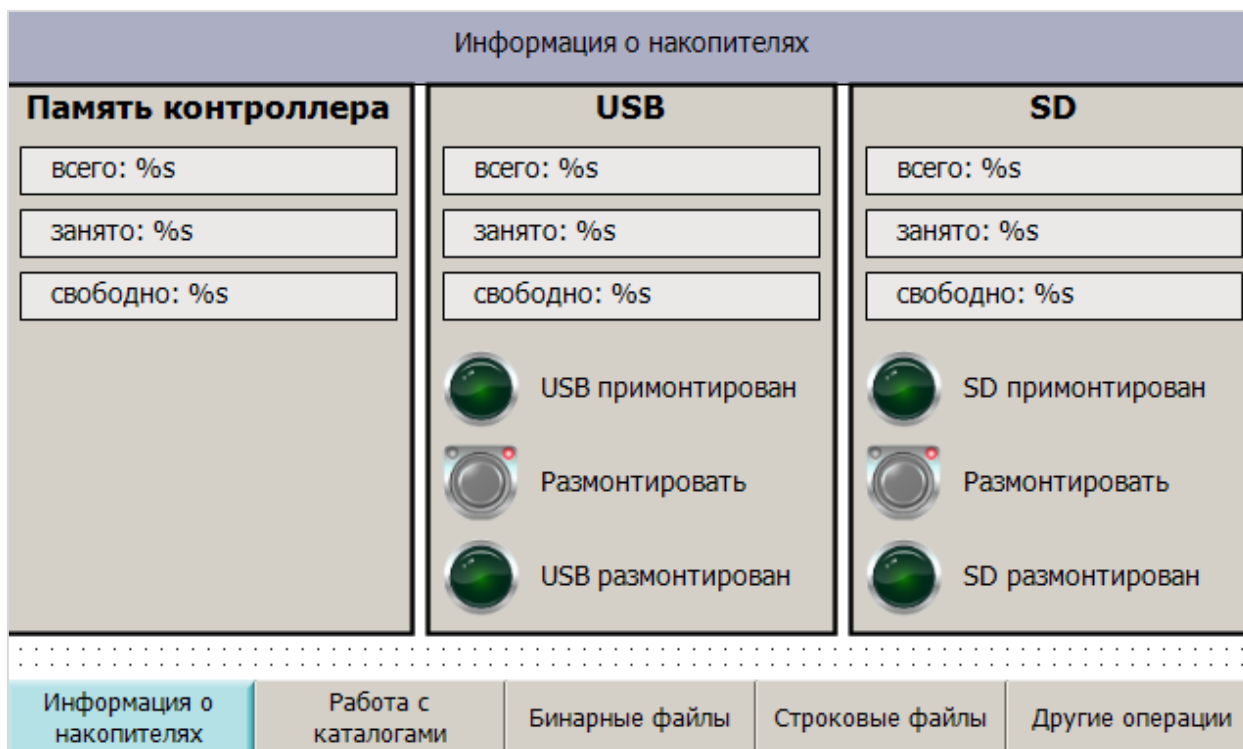 Информация о накопителях
Память контроллера
всего: %s
занято: %s
свободно: %s
USB
всего: %s
занято: %s
свободно: %s
USB примонтирован
Размонтировать
USB размонтирован
SD
всего: %s
занято: %s
свободно: %s
SD примонтирован
Размонтировать
SD размонтирован
Информация о
накопителях
Работа с
каталогами
Бинарные файлы
Строковые файлы
Другие операции